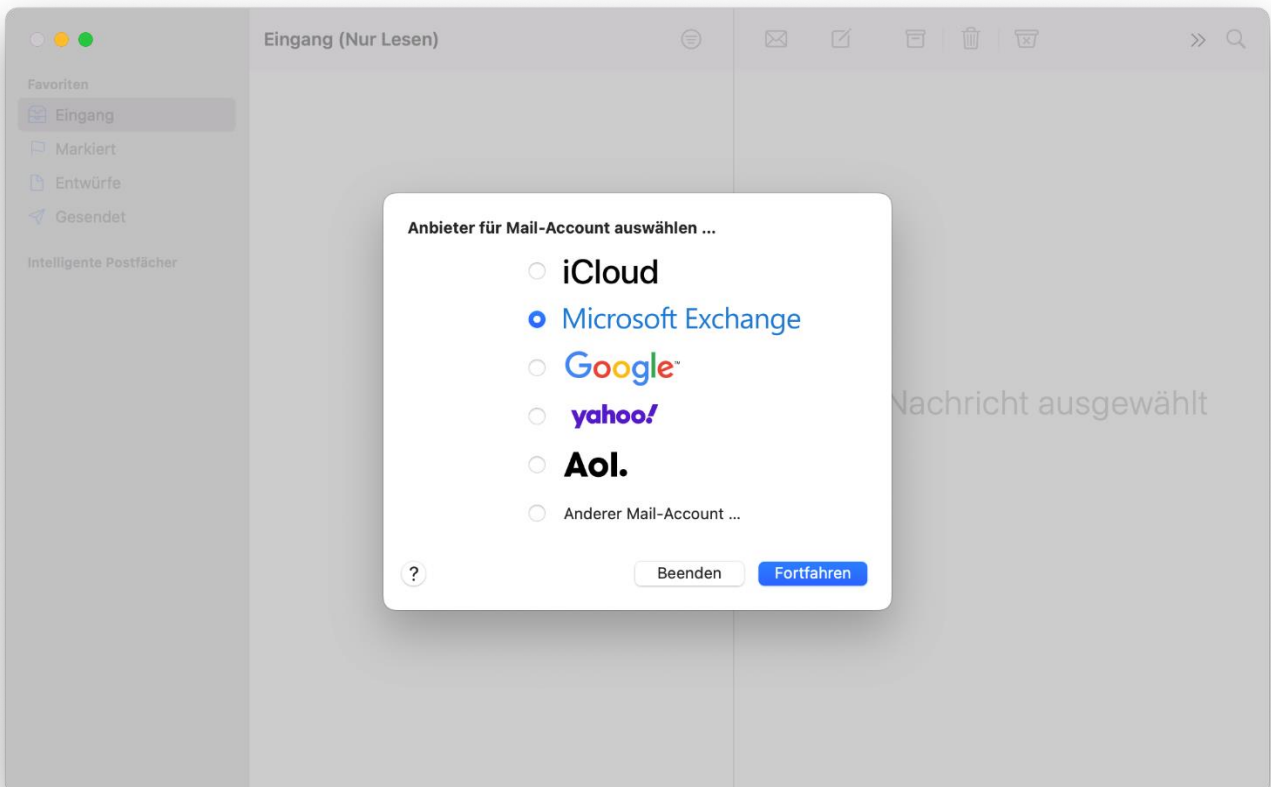 Eingang (Nur Lesen)
Favoriten
Eingang
Markiert
Entwürfe
Gesendet
Intelligente Postfächer
Anbieter für Mail-Account auswählen ...
iCloud
Microsoft Exchange
Google™
yahoo!
Aol.
Anderer Mail-Account ...
Nachricht ausgewählt
?
Beenden
Fortfahren